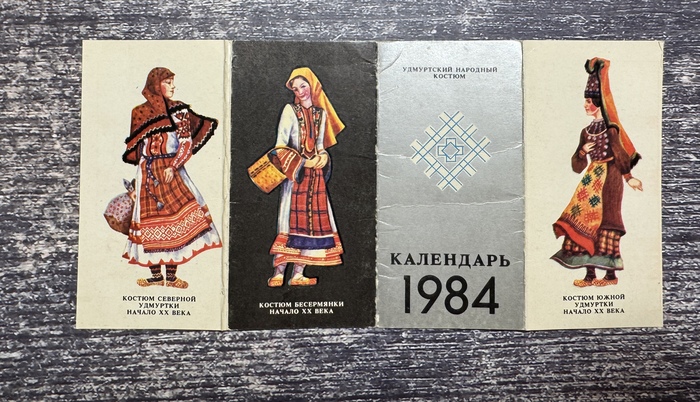 КОСТЮМ СЕВЕРНОЙ
УДМУРТКИ
НАЧАЛО XX ВЕКА
КОСТЮМ БЕСЕРМЯНКИ
НАЧАЛО XX ВЕКА
УДМУРТСКИЙ НАРОДНЫЙ
КОСТЮМ
КАЛЕНДАРЬ
1984
КОСТЮМ ЮЖНОЙ
УДМУРТКИ
НАЧАЛО XX ВЕКА